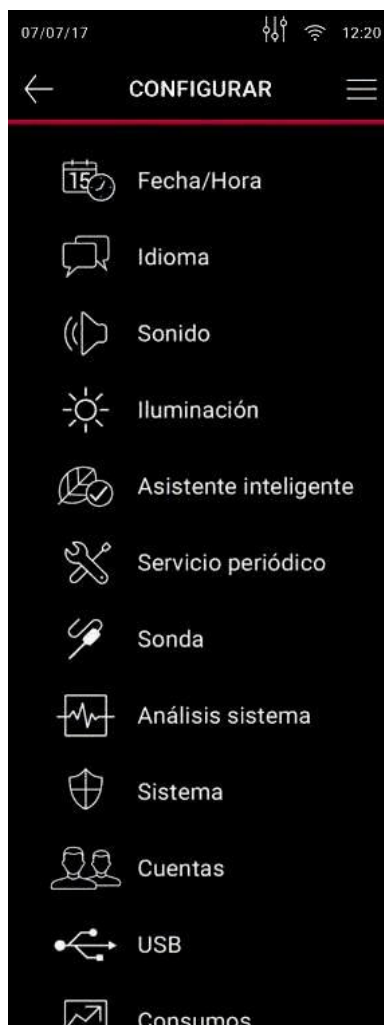 07/07/17 12:20
CONFIGURAR
15 Fecha/Hora
Idioma
Sonido
Iluminación
Asistente inteligente
Servicio periódico
Sonda
Análisis sistema
Sistema
Cuentas
USB
Consumos